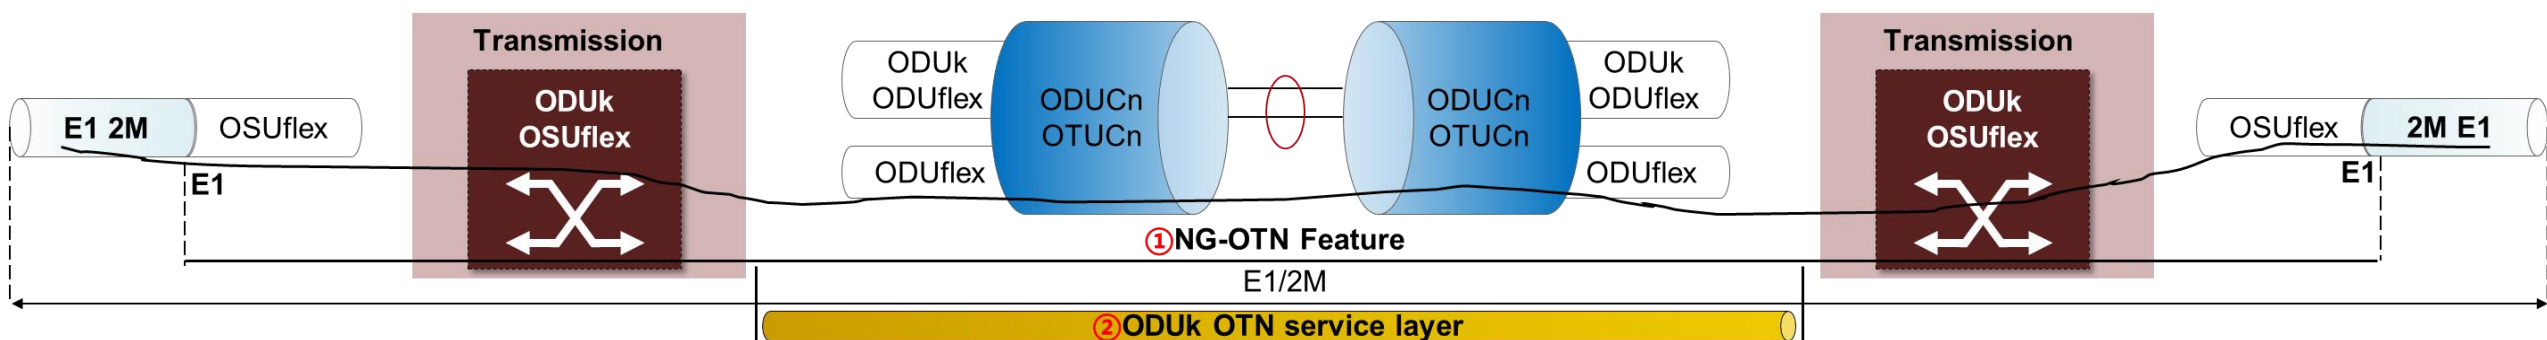 Transmission
ODUk
OSUflex
E1 2M
OSUflex
E1
ODUk
ODUflex
ODUflex
ODUCn
OTUCn
ODUCn
OTUCn
ODUk
ODUflex
ODUflex
Transmission
ODUk
OSUflex
OSUflex
2M E1
E1
①NG-OTN Feature
E1/2M
②ODUk OTN service layer